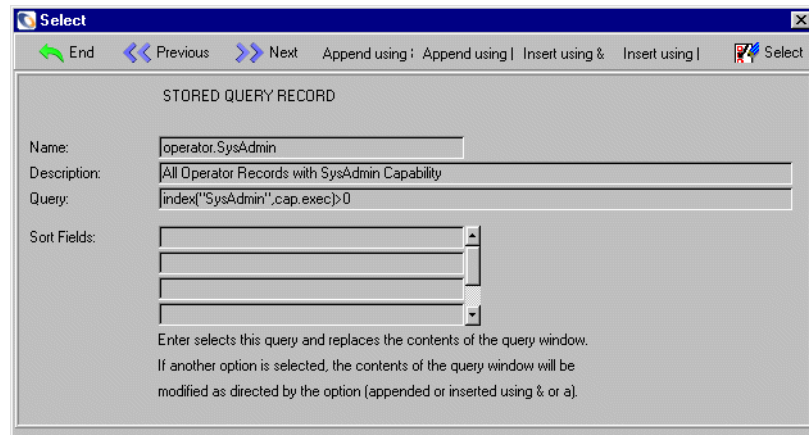 Select
End Previous Next Append using & Append using | Insert using & Insert using | Select
STORED QUERY RECORD
Name: operator.SysAdmin
Description: All Operator Records with SysAdmin Capability
Query: index("SysAdmin",cap.exec)>0
Sort Fields:
Enter selects this query and replaces the contents of the query window.
If another option is selected, the contents of the query window will be
modified as directed by the option (appended or inserted using & or a).